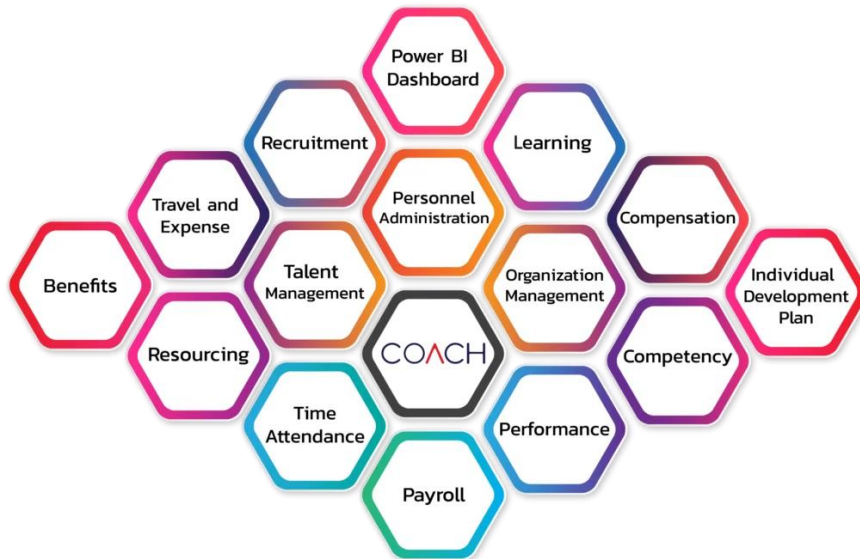 Power BI
Dashboard
Recruitment
Learning
Travel and
Expense
Personnel
Administration
Compensation
Benefits
Talent
Management
Organization
Management
Individual
Development
Plan
Resourcing
COACH
Competency
Time
Attendance
Performance
Payroll